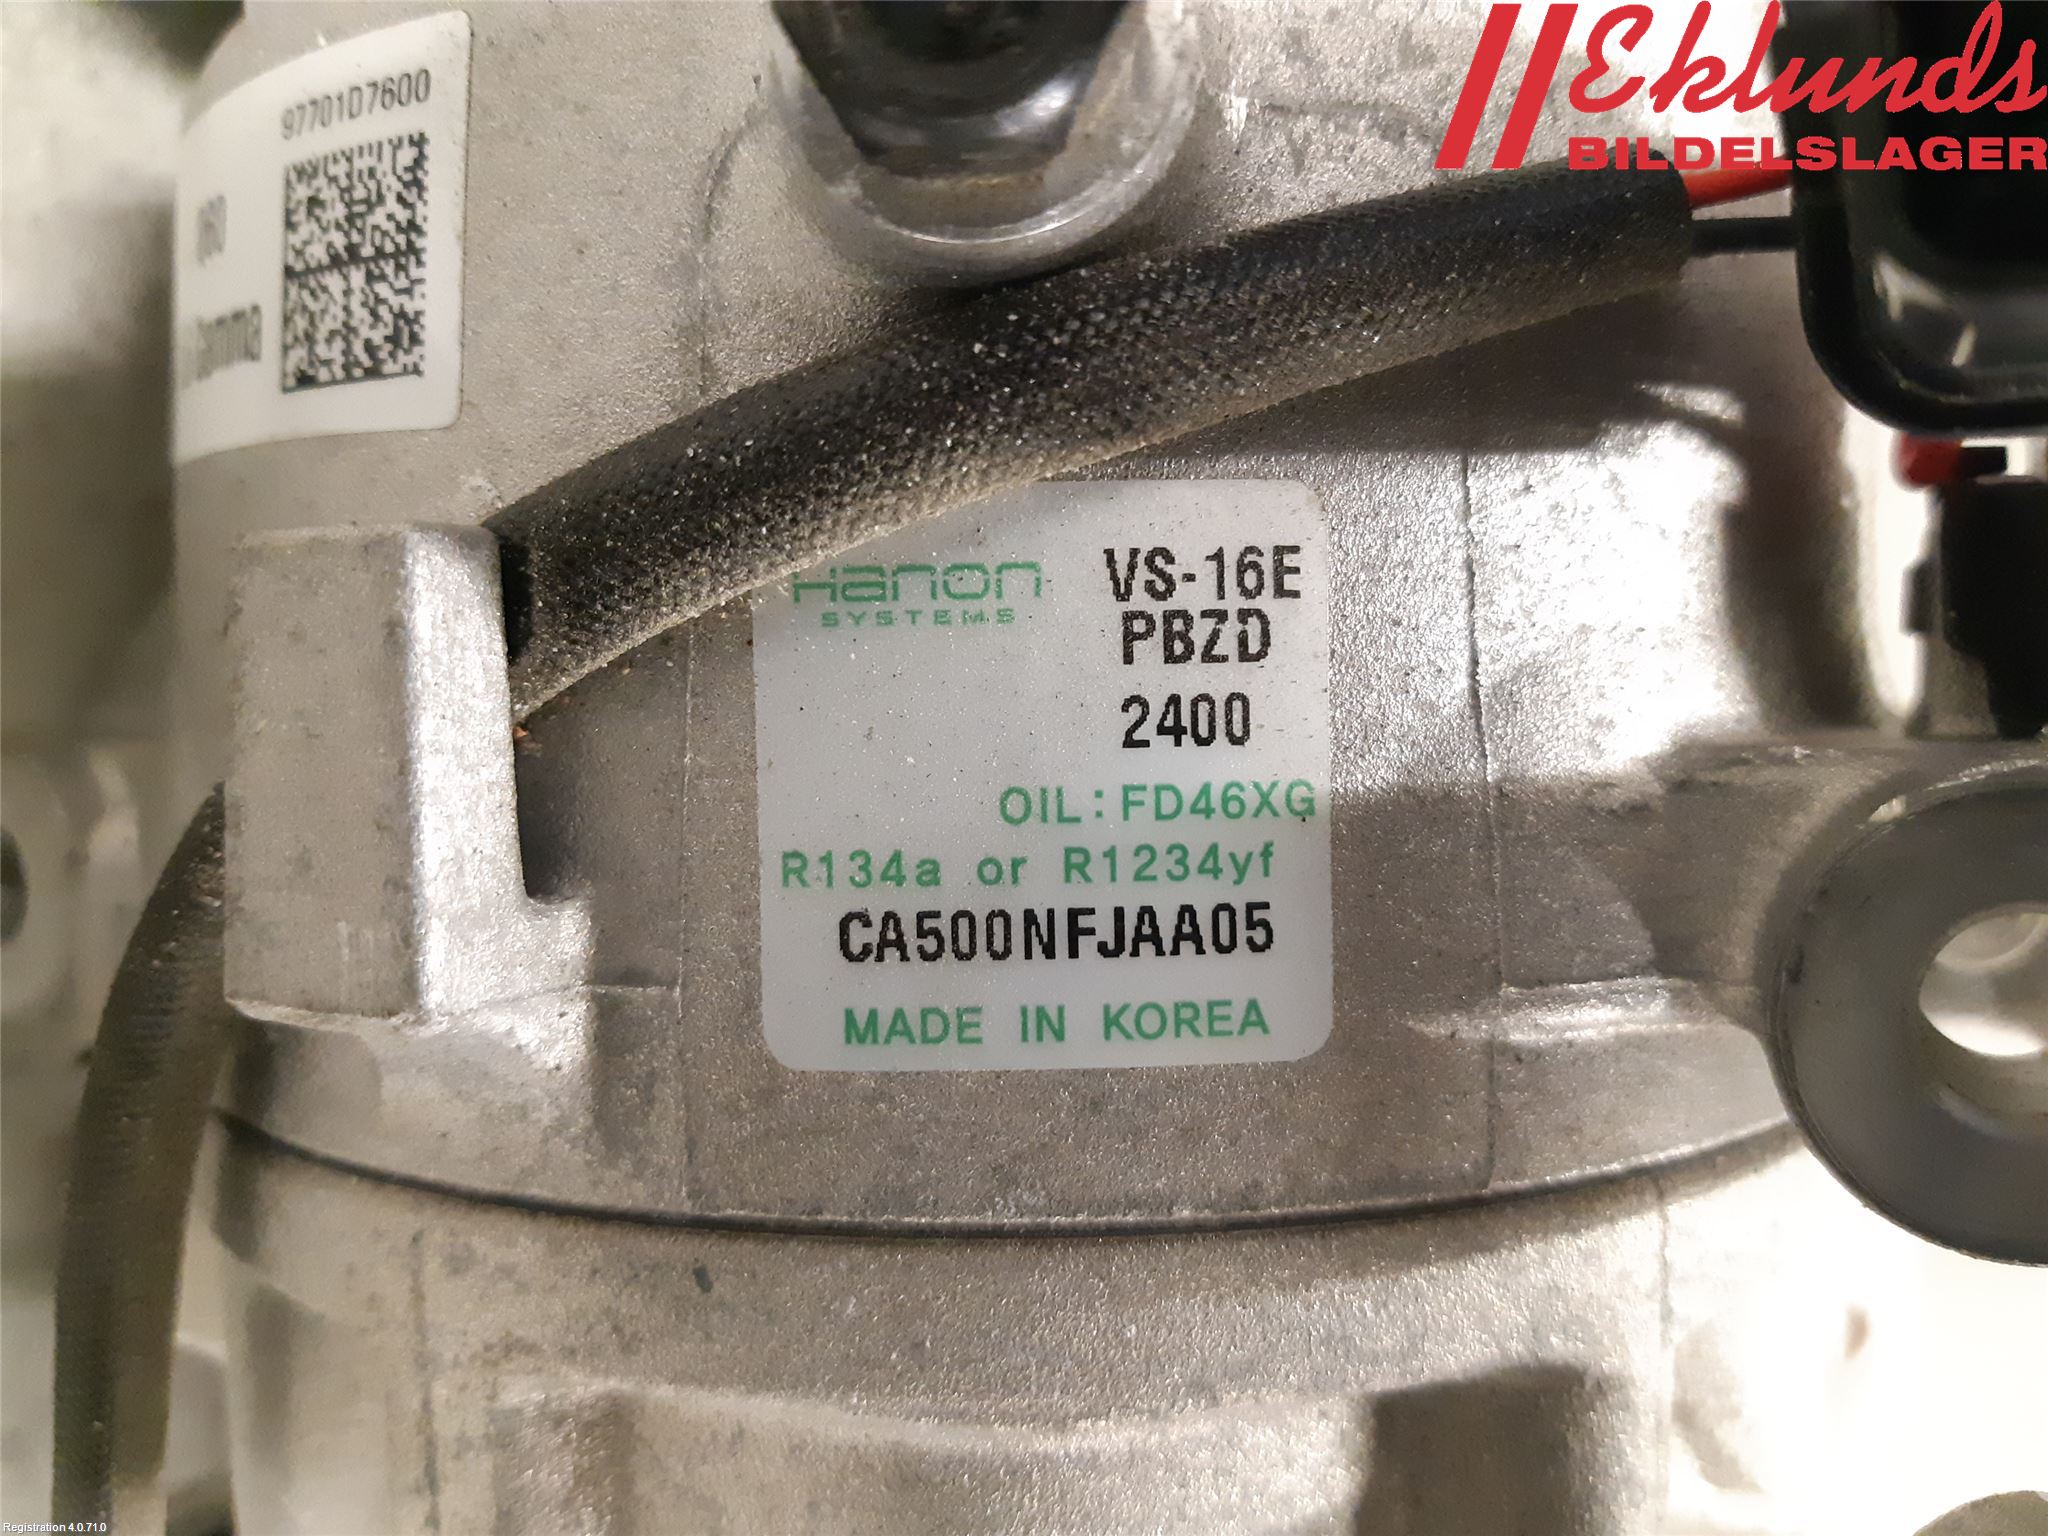 Eklunds
BILDELSLAGER
97701D7600
Gamma
Hanon
SYSTEMS
VS-16E
PBZD
2400
OIL: FD46XG
R134a or R1234yf
CA500NFJAA05
MADE IN KOREA
Registration 4.0.71.0